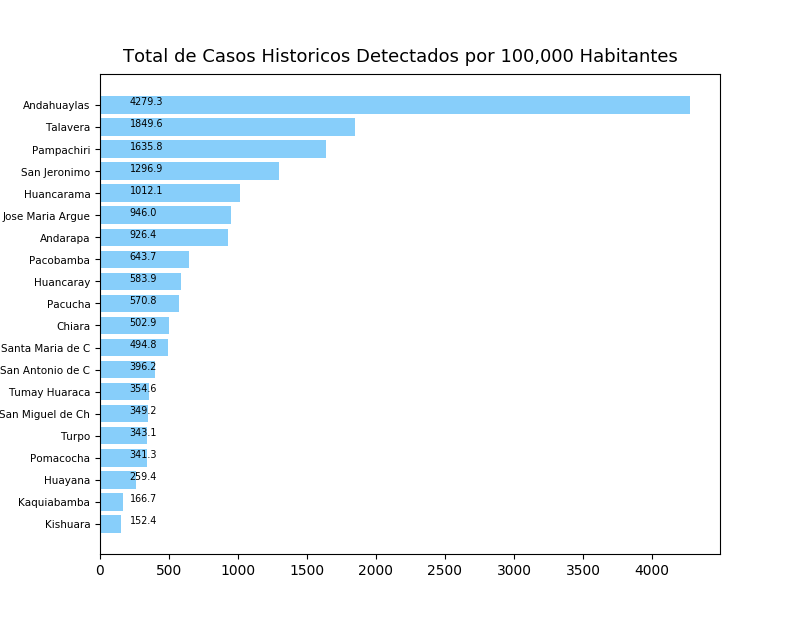 Total de Casos Historicos Detectados por 100,000 Habitantes
Andahuaylas 4279.3
Talavera 1849.6
Pampachiri 1635.8
San Jeronimo 1296.9
Huancarama 1012.1
Jose Maria Argue 946.0
Andarapa 926.4
Pacobamba 643.7
Huancaray 583.9
Pacucha 570.8
Chiara 502.9
Santa Maria de C 494.8
San Antonio de C 396.2
Tumay Huaraca 354.6
San Miguel de Ch 349.2
Turpo 343.1
Pomacocha 341.3
Huayana 259.4
Kaquiabamba 166.7
Kishuara 152.4
0 500 1000 1500 2000 2500 3000 3500 4000